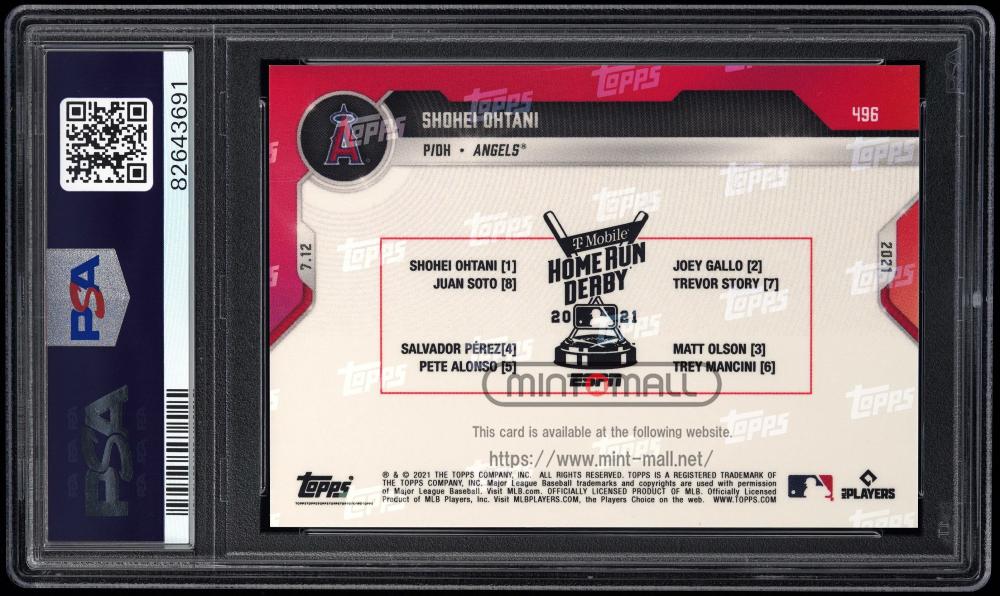 PSA
82643691
PSA
Topps
SHOHEI OHTANI
496
P/DH • ANGELS®
7.12
2021
T Mobile
HOME RUN
DERBY
20 21
SHOHEI OHTANI [1]
JUAN SOTO [8]
JOEY GALLO [2]
TREVOR STORY [7]
SALVADOR PÉREZ[4]
PETE ALONSO [5]
MATT OLSON [3]
TREY MANCINI [6]
ESPN
MINT MALL
This card is available at the following website.
https://www.mint-mall.net/
Topps
® & © 2021 THE TOPPS COMPANY, INC. ALL RIGHTS RESERVED. TOPPS IS A REGISTERED TRADEMARK OF
THE TOPPS COMPANY, INC. Major League Baseball trademarks and copyrights are used with permission
of Major League Baseball. Visit MLB.com. OFFICIALLY LICENSED PRODUCT OF MLB. Officially Licensed
Product of MLB Players, Inc. Visit MLBPLAYERS.COM, the Players Choice on the web. WWW.TOPPS.COM
PLAYERS